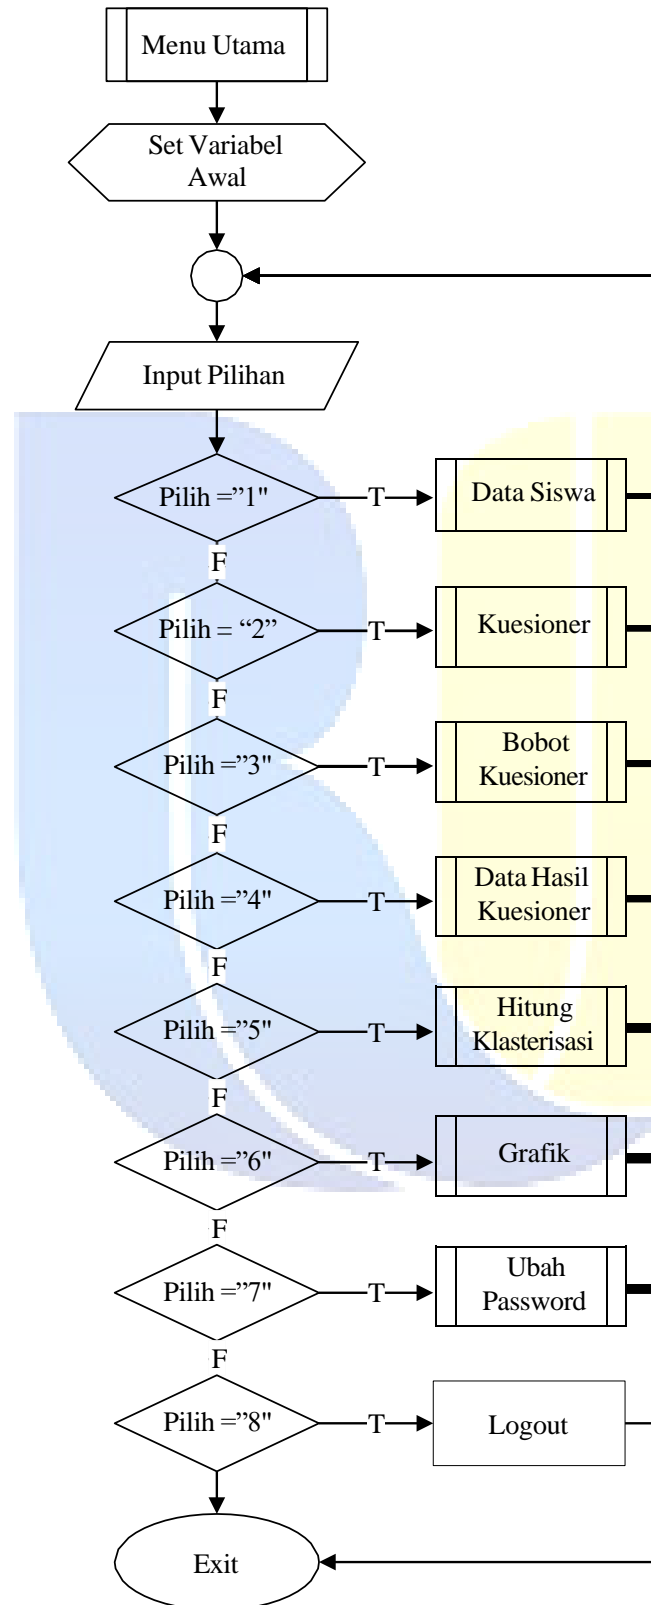 Menu Utama
Set Variabel
Awal
Input Pilihan
Pilih =”1"
T
Data Siswa
F
Pilih = “2”
T
Kuesioner
F
Pilih =”3"
T
Bobot
Kuesioner
F
Pilih =”4"
T
Data Hasil
Kuesioner
F
Pilih =”5"
T
Hitung
Klasterisasi
F
Pilih =”6"
T
Grafik
F
Pilih =”7"
T
Ubah
Password
F
Pilih =”8"
T
Logout
Exit